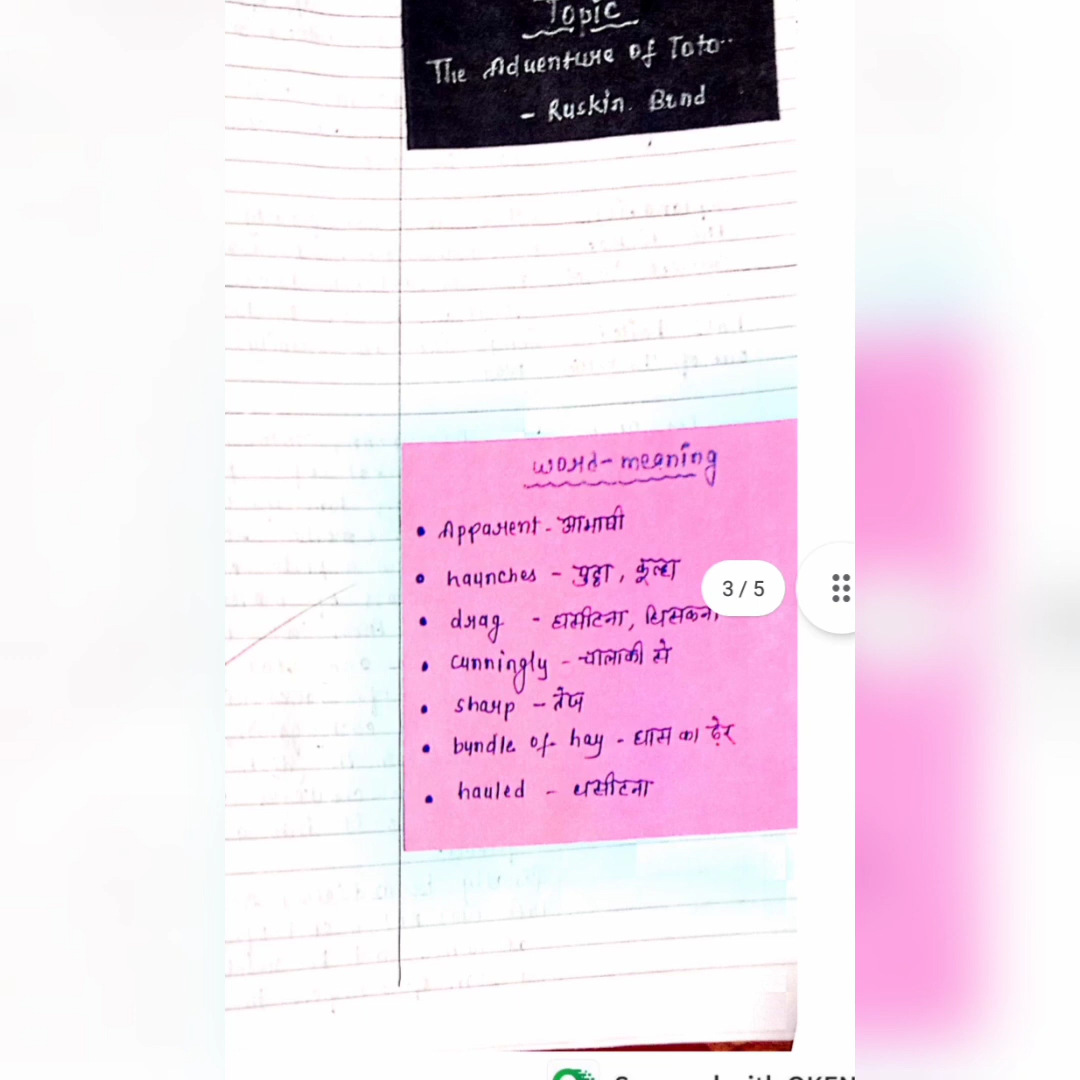 Topic
The Adventure of Toto..
- Ruskin Bond
word-meaning
• Apparent - आभाषी
• haunches - पुठ्ठा, कूल्हा
3 / 5
• drag - घसीटना, घिसकना
• cunningly - चालाकी से
• sharp - तेज
• bundle of hay - घास का ढ़ेर
• hauled - घसीटना